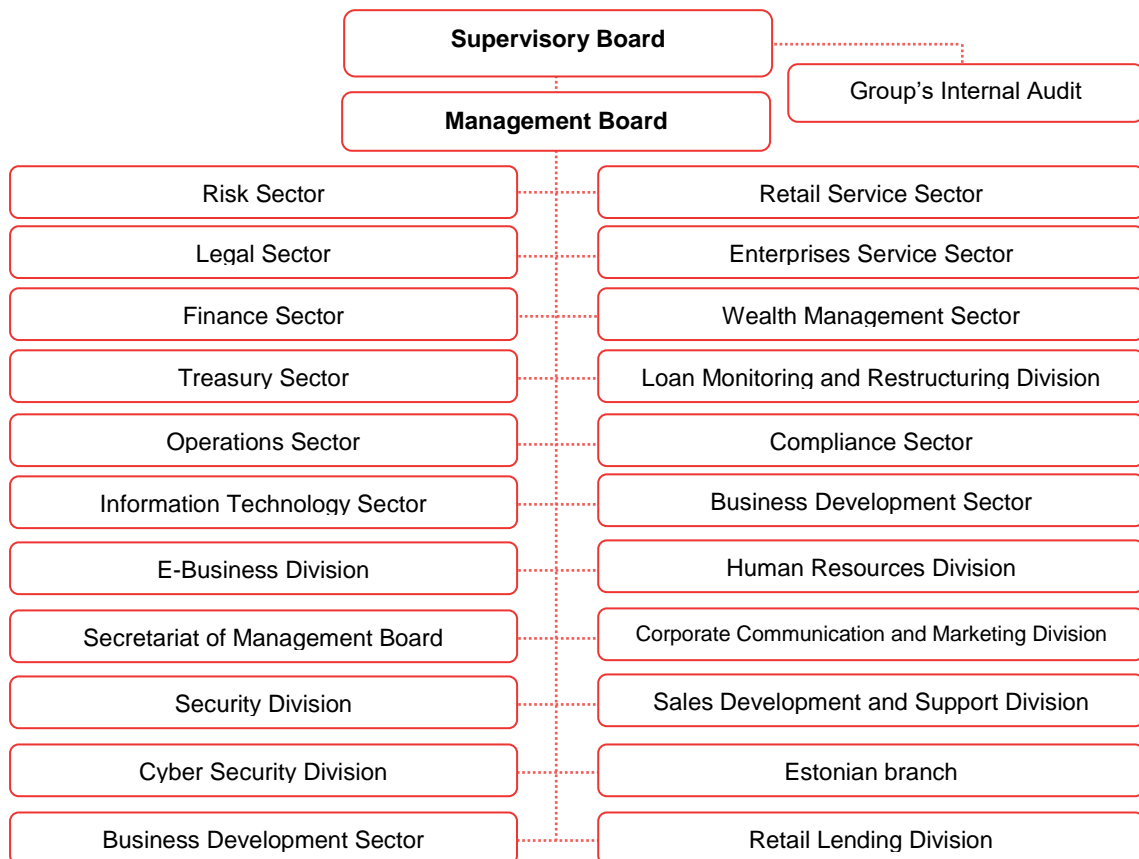 Supervisory Board
Group’s Internal Audit
Management Board
Risk Sector
Retail Service Sector
Legal Sector
Enterprises Service Sector
Finance Sector
Wealth Management Sector
Treasury Sector
Loan Monitoring and Restructuring Division
Operations Sector
Compliance Sector
Information Technology Sector
Business Development Sector
E-Business Division
Human Resources Division
Secretariat of Management Board
Corporate Communication and Marketing Division
Security Division
Sales Development and Support Division
Cyber Security Division
Estonian branch
Business Development Sector
Retail Lending Division